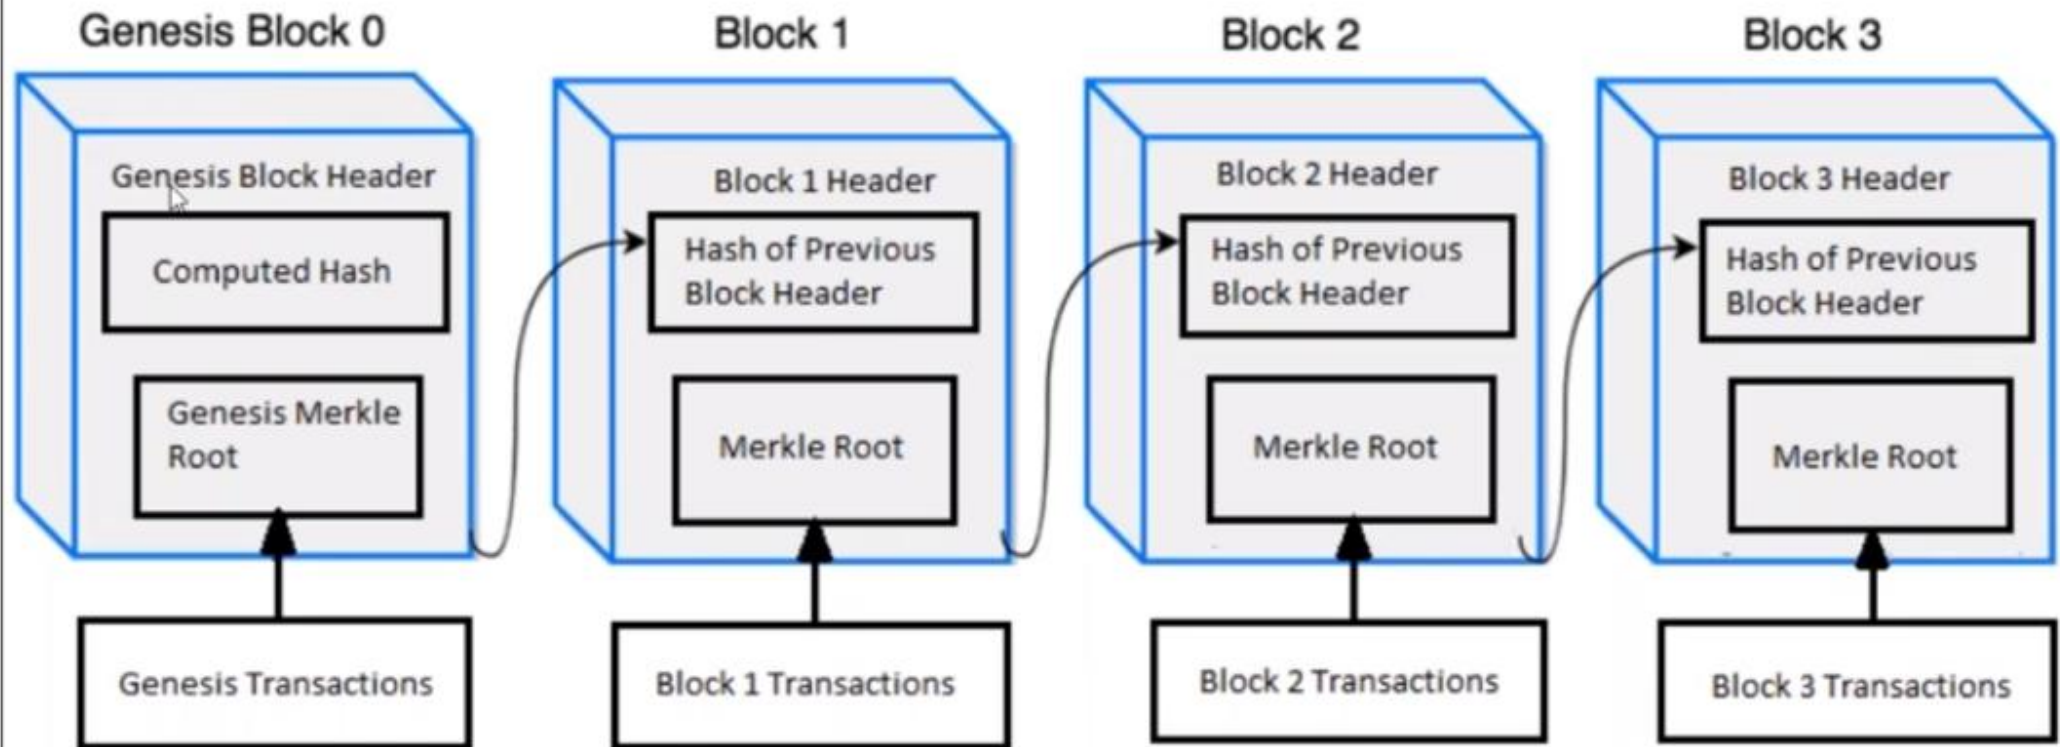 Genesis Block 0
Block 1
Block 2
Block 3
Genesis Block Header
Computed Hash
Genesis Merkle
Root
Genesis Transactions
Block 1 Header
Hash of Previous
Block Header
Merkle Root
Block 1 Transactions
Block 2 Header
Hash of Previous
Block Header
Merkle Root
Block 2 Transactions
Block 3 Header
Hash of Previous
Block Header
Merkle Root
Block 3 Transactions